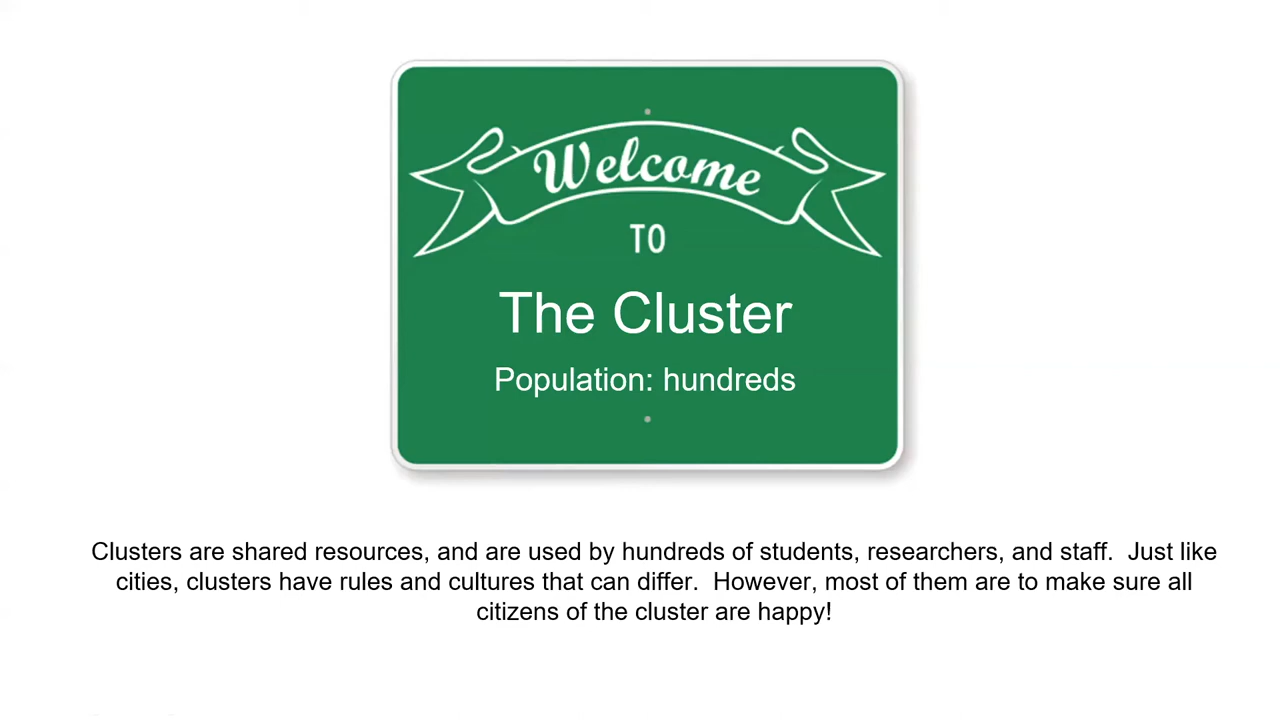 Welcome
TO
The Cluster
Population: hundreds
Clusters are shared resources, and are used by hundreds of students, researchers, and staff.  Just like
cities, clusters have rules and cultures that can differ.  However, most of them are to make sure all
citizens of the cluster are happy!